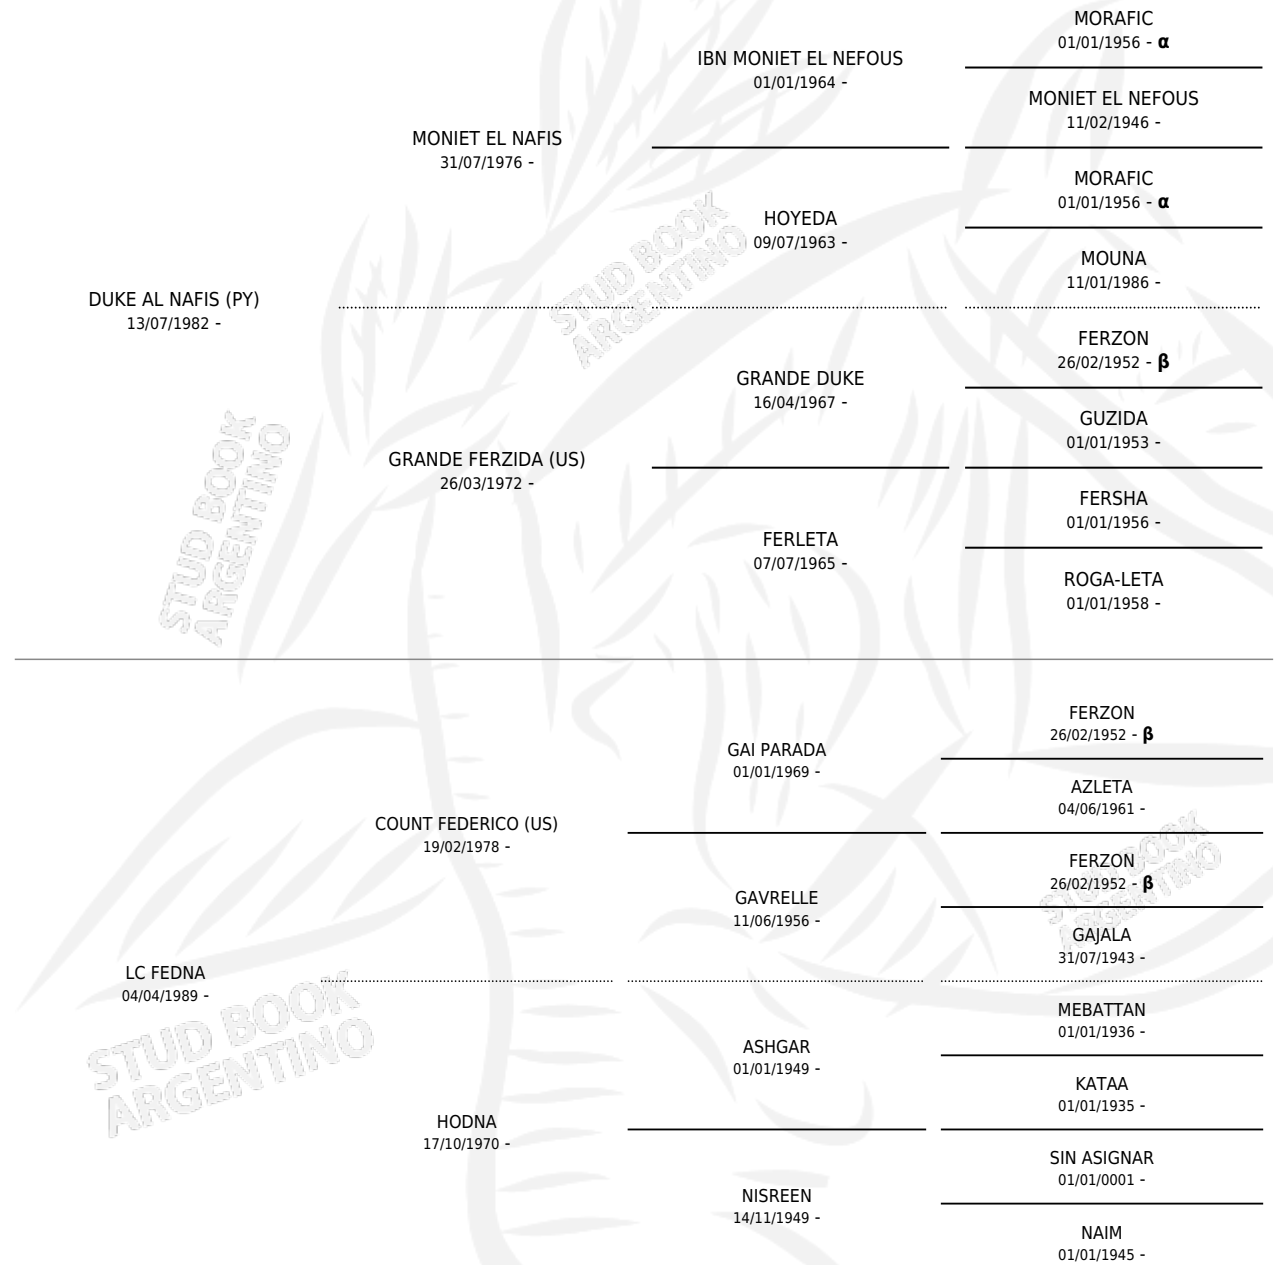 MORAFIC
01/01/1956 - α
IBN MONIET EL NEFOUS
01/01/1964 -
MONIET EL NEFOUS
11/02/1946 -
MONIET EL NAFIS
31/07/1976 -
MORAFIC
01/01/1956 - α
HOYEDA
09/07/1963 -
MOUNA
11/01/1986 -
DUKE AL NAFIS (PY)
13/07/1982 -
FERZON
26/02/1952 - β
GRANDE DUKE
16/04/1967 -
GUZIDA
01/01/1953 -
GRANDE FERZIDA (US)
26/03/1972 -
FERSHA
01/01/1956 -
FERLETA
07/07/1965 -
ROGA-LETA
01/01/1958 -
STUD BOOK
ARGENTINO
STUD BOOK
ARGENTINO
FERZON
26/02/1952 - β
GAI PARADA
01/01/1969 -
AZLETA
04/06/1961 -
COUNT FEDERICO (US)
19/02/1978 -
FERZON
26/02/1952 - β
GAVRELLE
11/06/1956 -
GAJALA
31/07/1943 -
LC FEDNA
04/04/1989 -
MEBATTAN
01/01/1936 -
ASHGAR
01/01/1949 -
KATAA
01/01/1935 -
HODNA
17/10/1970 -
SIN ASIGNAR
01/01/0001 -
NISREEN
14/11/1949 -
NAIM
01/01/1945 -
STUD BOOK
ARGENTINO
STUD BOOK
ARGENTINO